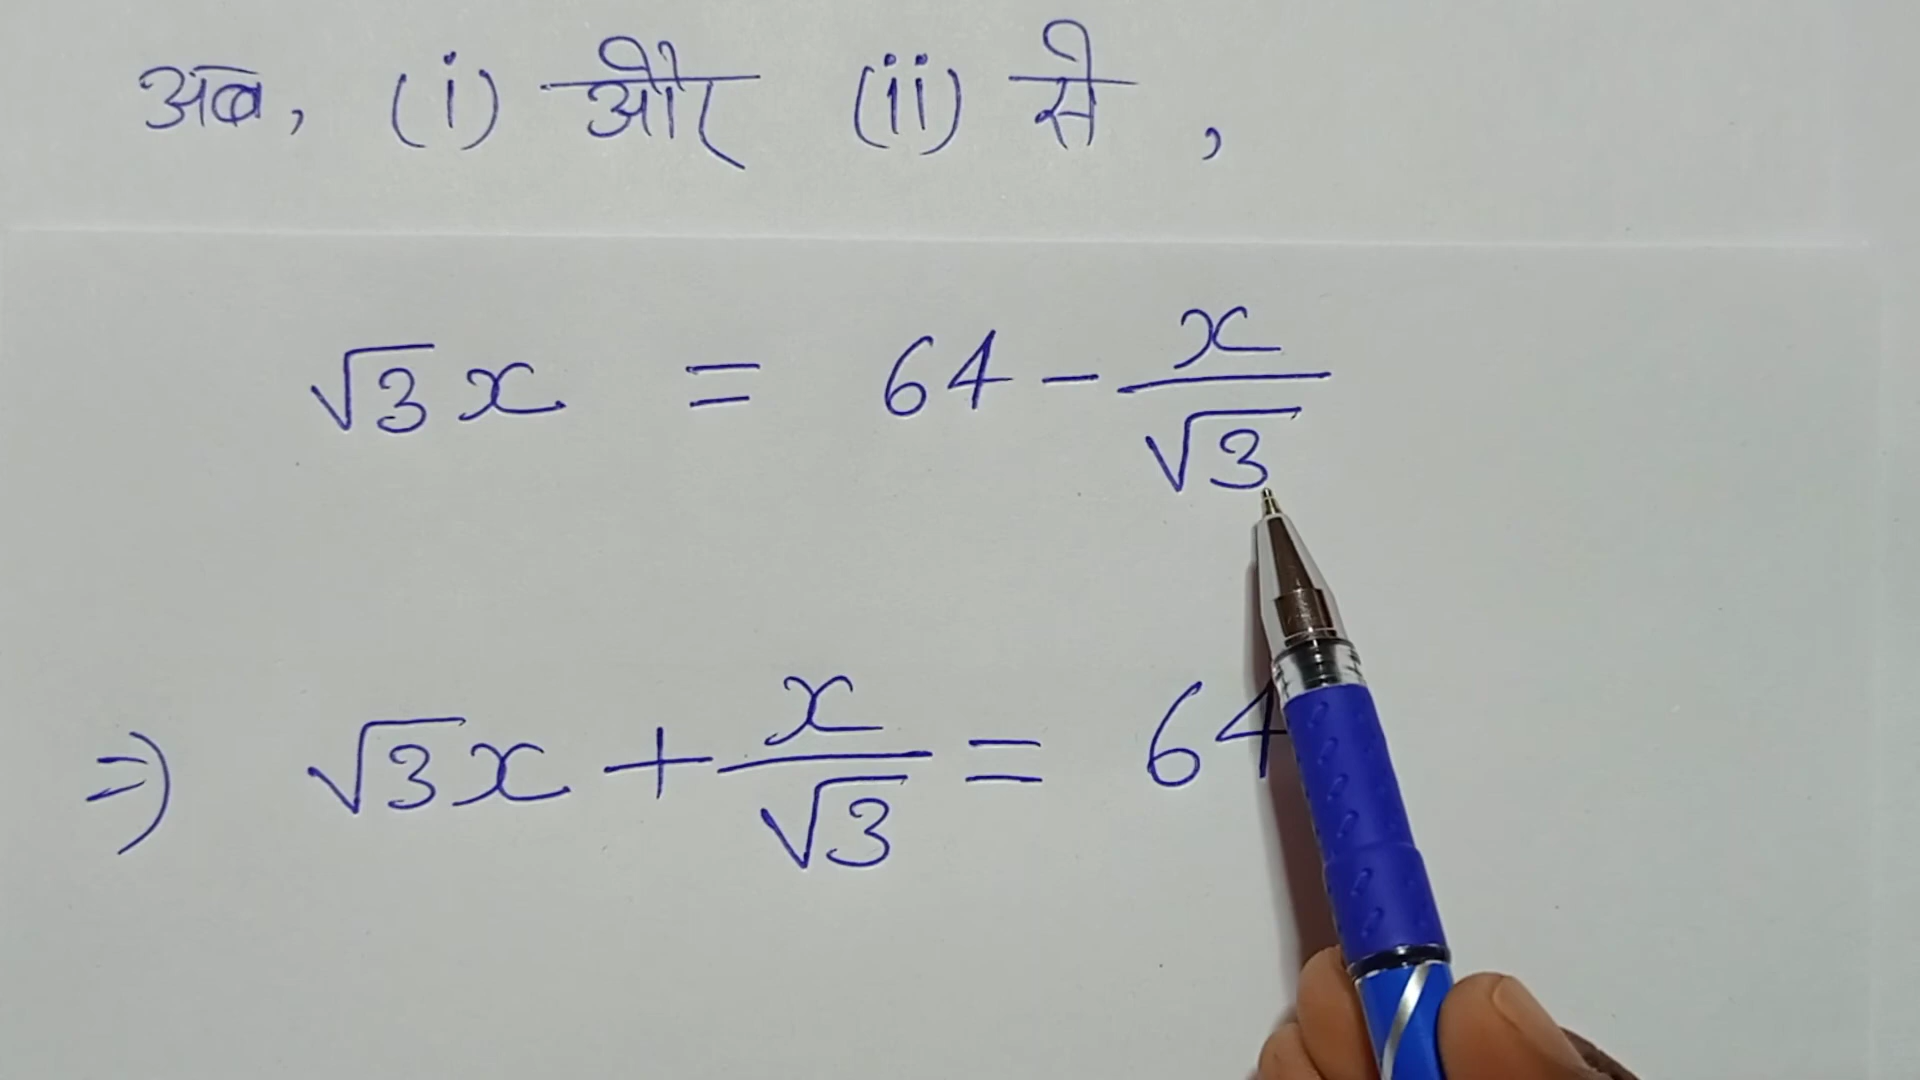 अब, (i) और (ii) से,
√3x = 64 - x/√3
=) √3x + x/√3 = 64